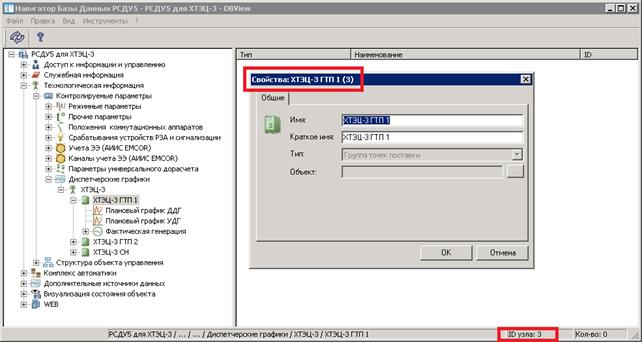 Навигатор Базы Данных РСДУ5 - РСДУ5 для ХТЭЦ-3 - DBView
Файл Правка Вид Инструменты ?
РСДУ5 для ХТЭЦ-3
Доступ к информации и управлению
Служебная информация
Технологическая информация
Контролируемые параметры
Режимные параметры
Прочие параметры
Положения коммутационных аппаратов
Срабатывания устройств РЗА и сигнализации
Учета ЭЭ (АИИС EMCOR)
Каналы учета ЭЭ (АИИС EMCOR)
Параметры универсального дорасчета
Диспетчерские графики
ХТЭЦ-3
ХТЭЦ-3 ГТП 1
Плановый график ДДГ
Плановый график УДГ
Фактическая генерация
ХТЭЦ-3 ГТП 2
ХТЭЦ-3 СН
Структура объекта управления
Комплекс автоматики
Дополнительные источники данных
Визуализация состояния объекта
WEB
Тип Наименование ID
Свойства: ХТЭЦ-3 ГТП 1 (3)
Общие
Имя: ХТЭЦ-3 ГТП 1
Краткое имя: ХТЭЦ-3 ГТП 1
Тип: Группа точек поставки
Объект: ...
ОК Отмена
РСДУ5 для ХТЭЦ-3 / ... / ... / Диспетчерские графики / ХТЭЦ-3 / ХТЭЦ-3 ГТП 1 ID узла: 3 Кол-во: 0